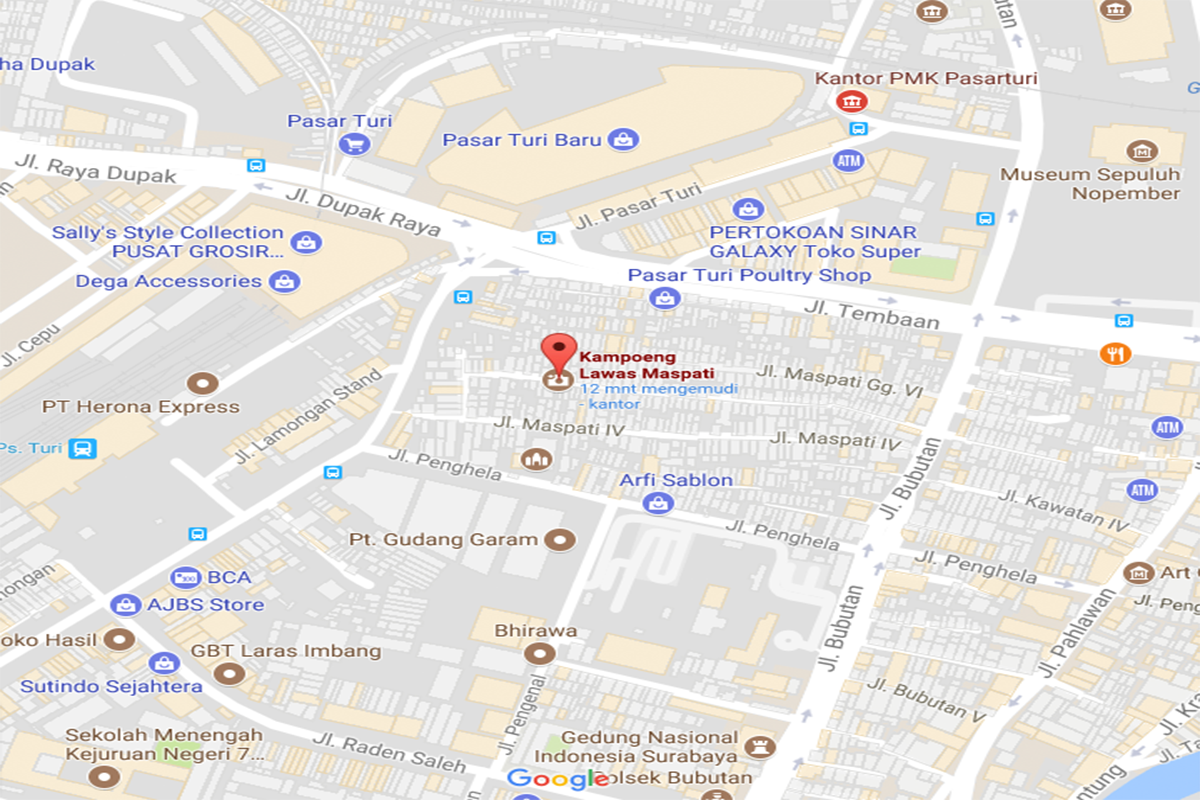 ha Dupak
Kantor PMK Pasarturi
Pasar Turi
Pasar Turi Baru
ATM
Jl. Raya Dupak
Museum Sepuluh
Nopember
Jl. Dupak Raya
Jl. Pasar Turi
Sally's Style Collection
PUSAT GROSIR...
PERTOKOAN SINAR
GALAXY Toko Super
Dega Accessories
Pasar Turi Poultry Shop
Jl. Tembaan
Jl. Cepu
Kampoeng
Lawas Maspati
12 mnt mengemudi
- kantor
Jl. Maspati Gg. VI
PT Herona Express
Jl. Lamongan Stand
Jl. Maspati IV
Jl. Maspati IV
ATM
Ps. Turi
Jl. Penghela
Jl. Bubutan
Arfi Sablon
ATM
Jl. Kawatan IV
Pt. Gudang Garam
Jl. Penghela
Jl. Penghela
BCA
Art
AJBS Store
Jl. Peng
Bhirawa
Jl. Bubutan
Jl. Pahlawan
oko Hasil
GBT Laras Imbang
Sutindo Sejahtera
Jl. Bubutan V
Jl. Pengenal
Sekolah Menengah
Kejuruan Negeri 7...
Jl. Raden Saleh
Gedung Nasional
Indonesia Surabaya
Google
olsek Bubutan